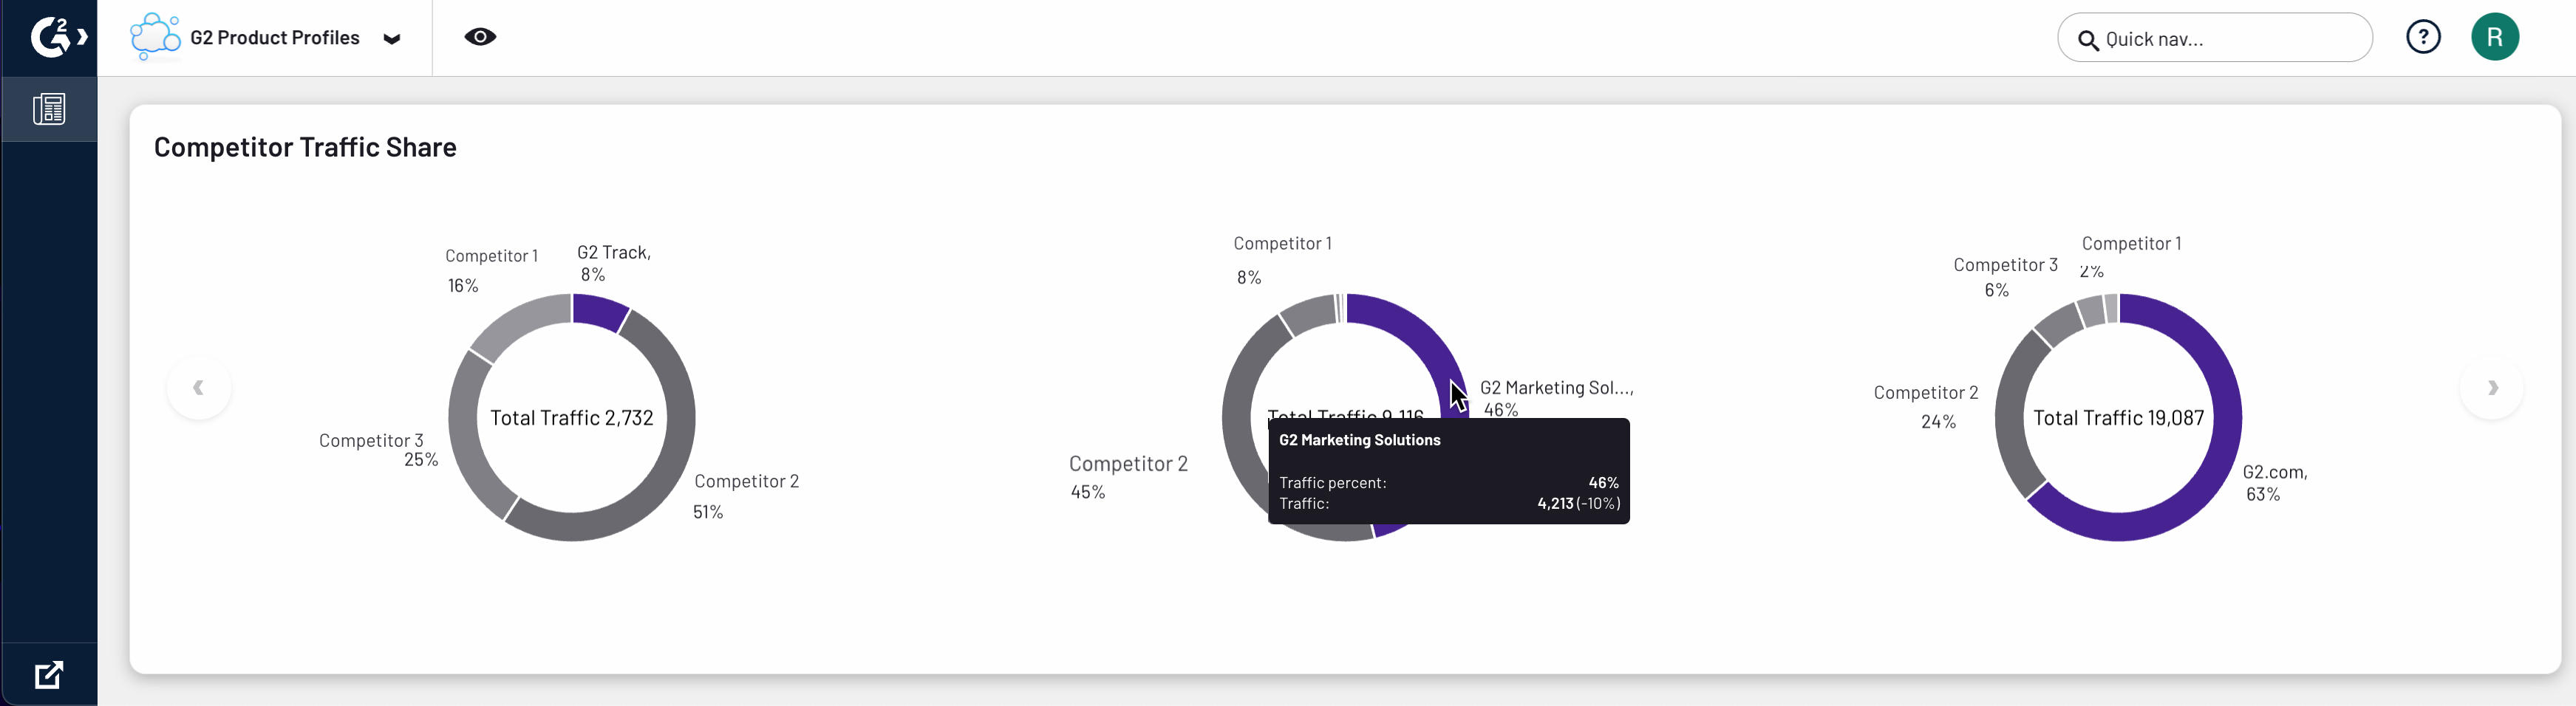 G2 Product Profiles
Quick nav...
?
R
Competitor Traffic Share
Competitor 1
16%
G2 Track,
8%
Competitor 3
25%
Total Traffic 2,732
Competitor 2
51%
Competitor 1
8%
G2 Marketing Sol...,
46%
Total Traffic 9,116
Competitor 2
45%
G2 Marketing Solutions
Traffic percent: 46%
Traffic: 4,213 (-10%)
Competitor 1
2%
Competitor 3
6%
Competitor 2
24%
Total Traffic 19,087
G2.com,
63%